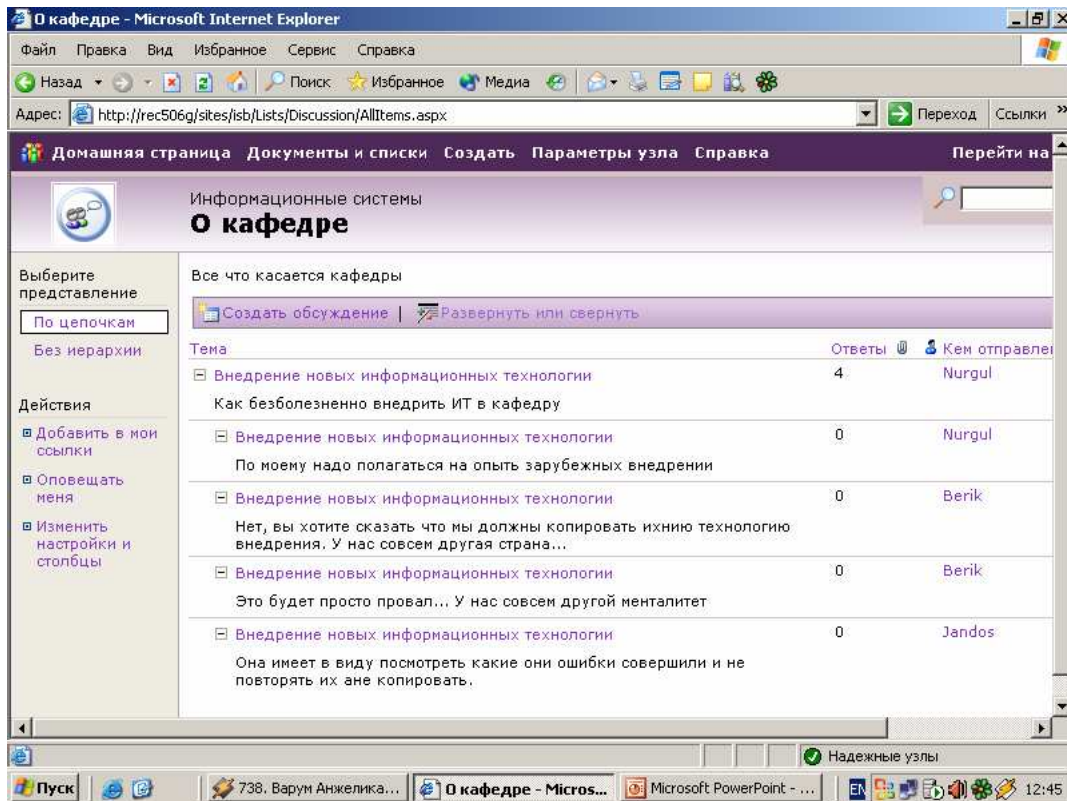 О кафедре - Microsoft Internet Explorer
Файл Правка Вид Избранное Сервис Справка
Назад Поиск Избранное Медиа
Адрес: http://rec506g/sites/isb/Lists/Discussion/AllItems.aspx Переход Ссылки »
Домашняя страница Документы и списки Создать Параметры узла Справка Перейти на
Информационные системы
О кафедре
Выберите представление
По цепочкам
Без иерархии
Действия
Добавить в мои ссылки
Оповещать меня
Изменить настройки и столбцы
Все что касается кафедры
Создать обсуждение | Развернуть или свернуть
Тема Ответы Кем отправле
Внедрение новых информационных технологии 4 Nurgul
Как безболезненно внедрить ИТ в кафедру
Внедрение новых информационных технологии 0 Nurgul
По моему надо полагаться на опыть зарубежных внедрении
Внедрение новых информационных технологии 0 Berik
Нет, вы хотите сказать что мы должны копировать ихнию технологию
внедрения. У нас совсем другая страна...
Внедрение новых информационных технологии 0 Berik
Это будет просто провал... У нас совсем другой менталитет
Внедрение новых информационных технологии 0 Jandos
Она имеет в виду посмотреть какие они ошибки совершили и не
повторять их ане копировать.
Надежные узлы
Пуск 738. Варум Анжелика... О кафедре - Micros... Microsoft PowerPoint - ... EN 12:45